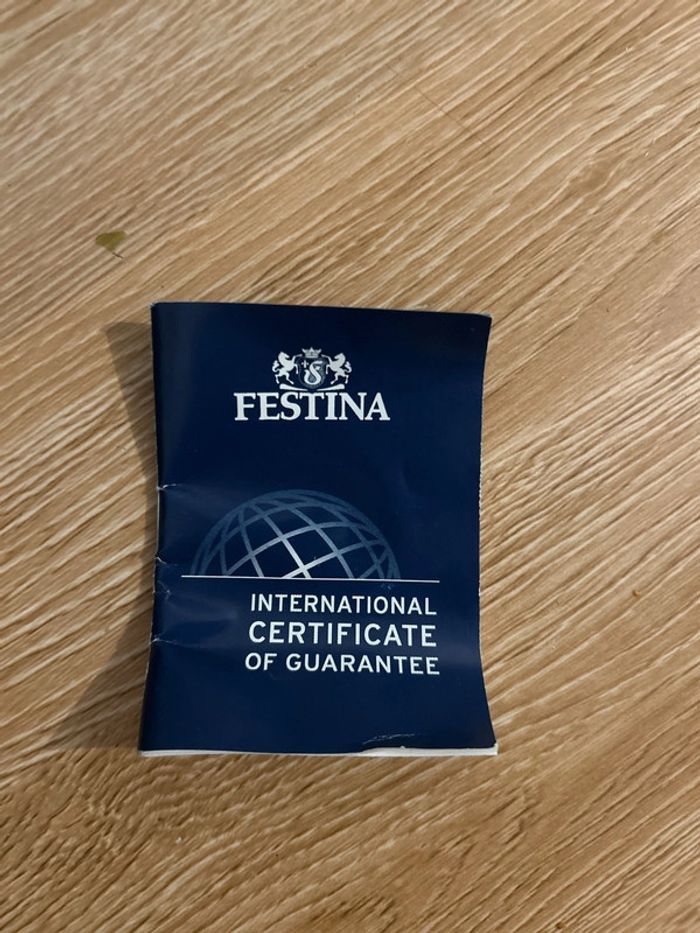 FESTINA
INTERNATIONAL
CERTIFICATE
OF GUARANTEE